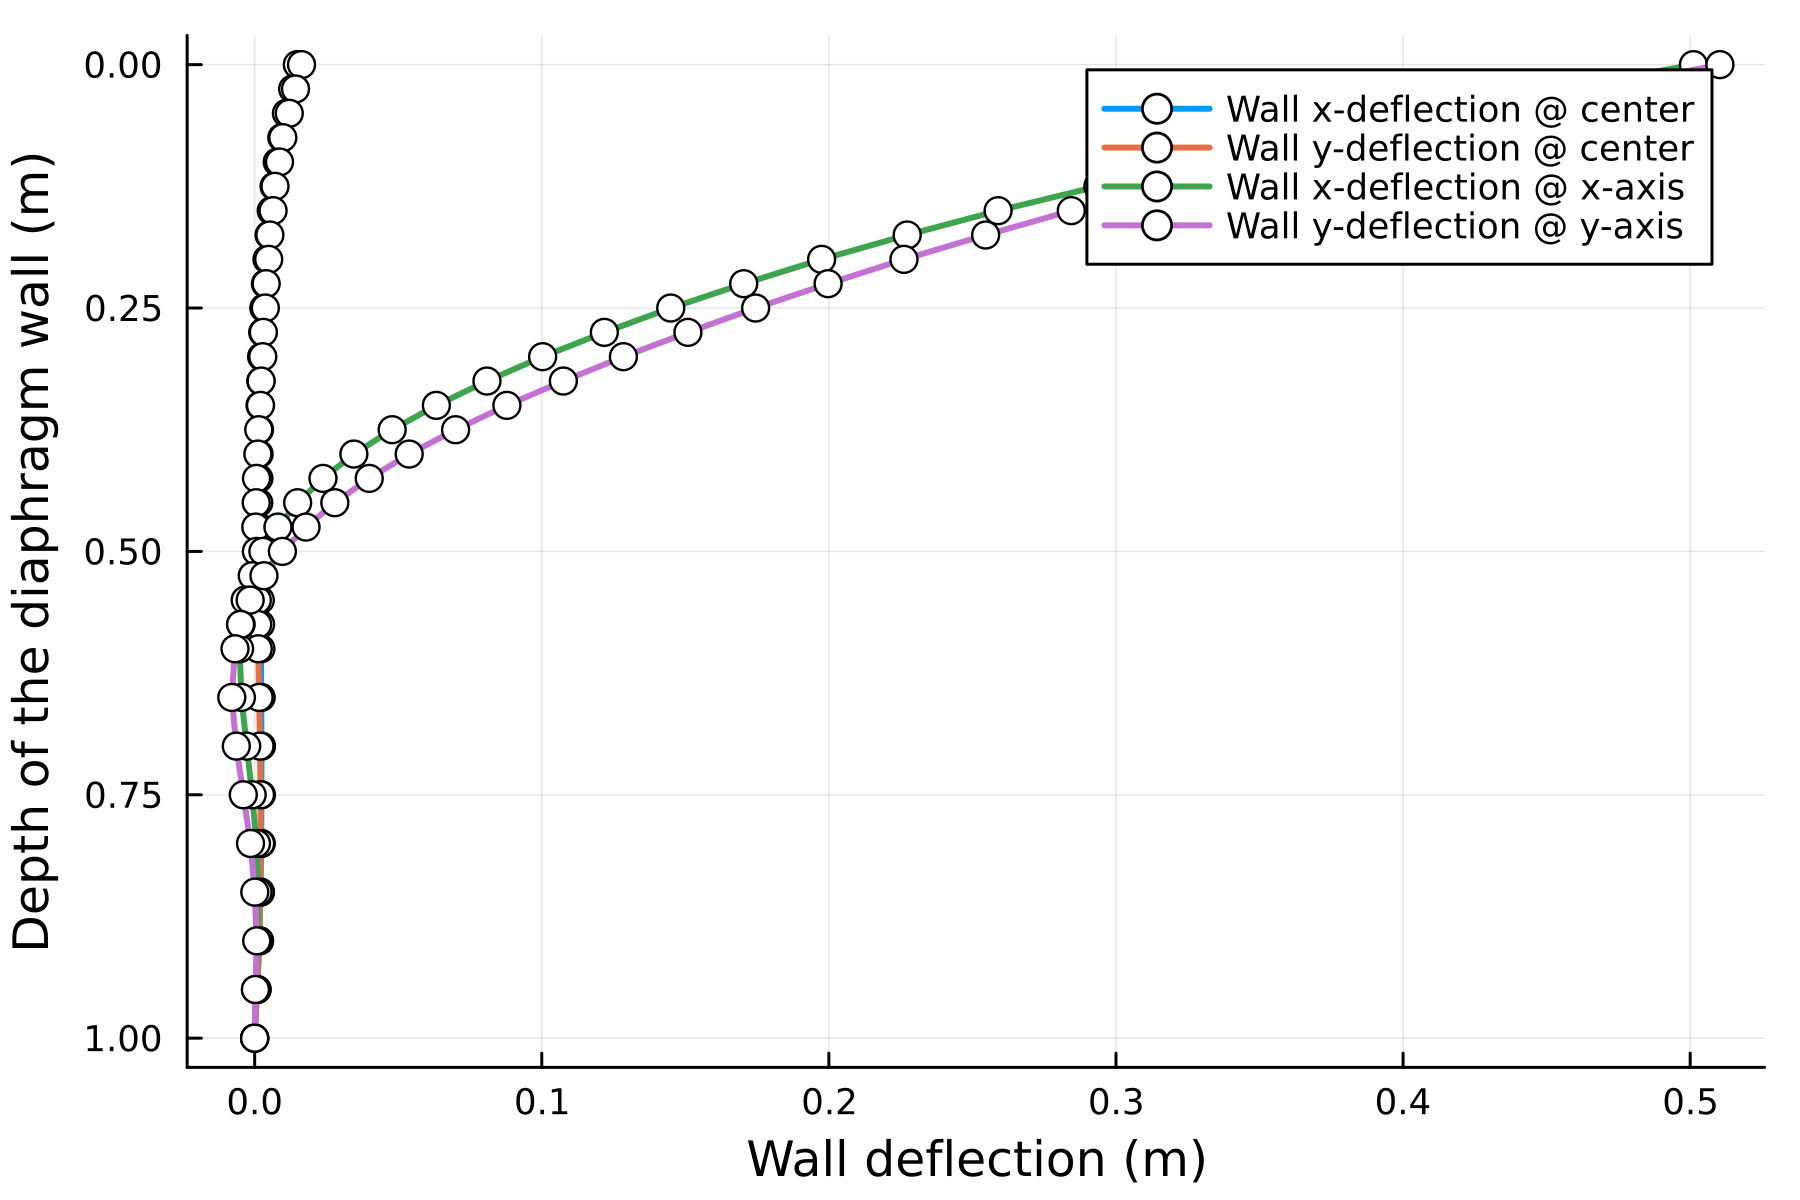 0.00
0.25
0.50
0.75
1.00
Depth of the diaphragm wall (m)
Wall x-deflection @ center
Wall y-deflection @ center
Wall x-deflection @ x-axis
Wall y-deflection @ y-axis
0.0 0.1 0.2 0.3 0.4 0.5
Wall deflection (m)